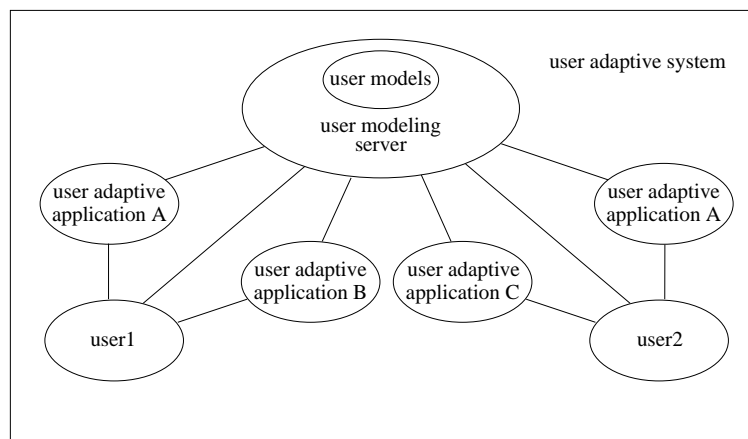 user models
user adaptive system
user modeling
server
user adaptive
application A
user adaptive
application A
user adaptive
application B
user adaptive
application C
user1
user2